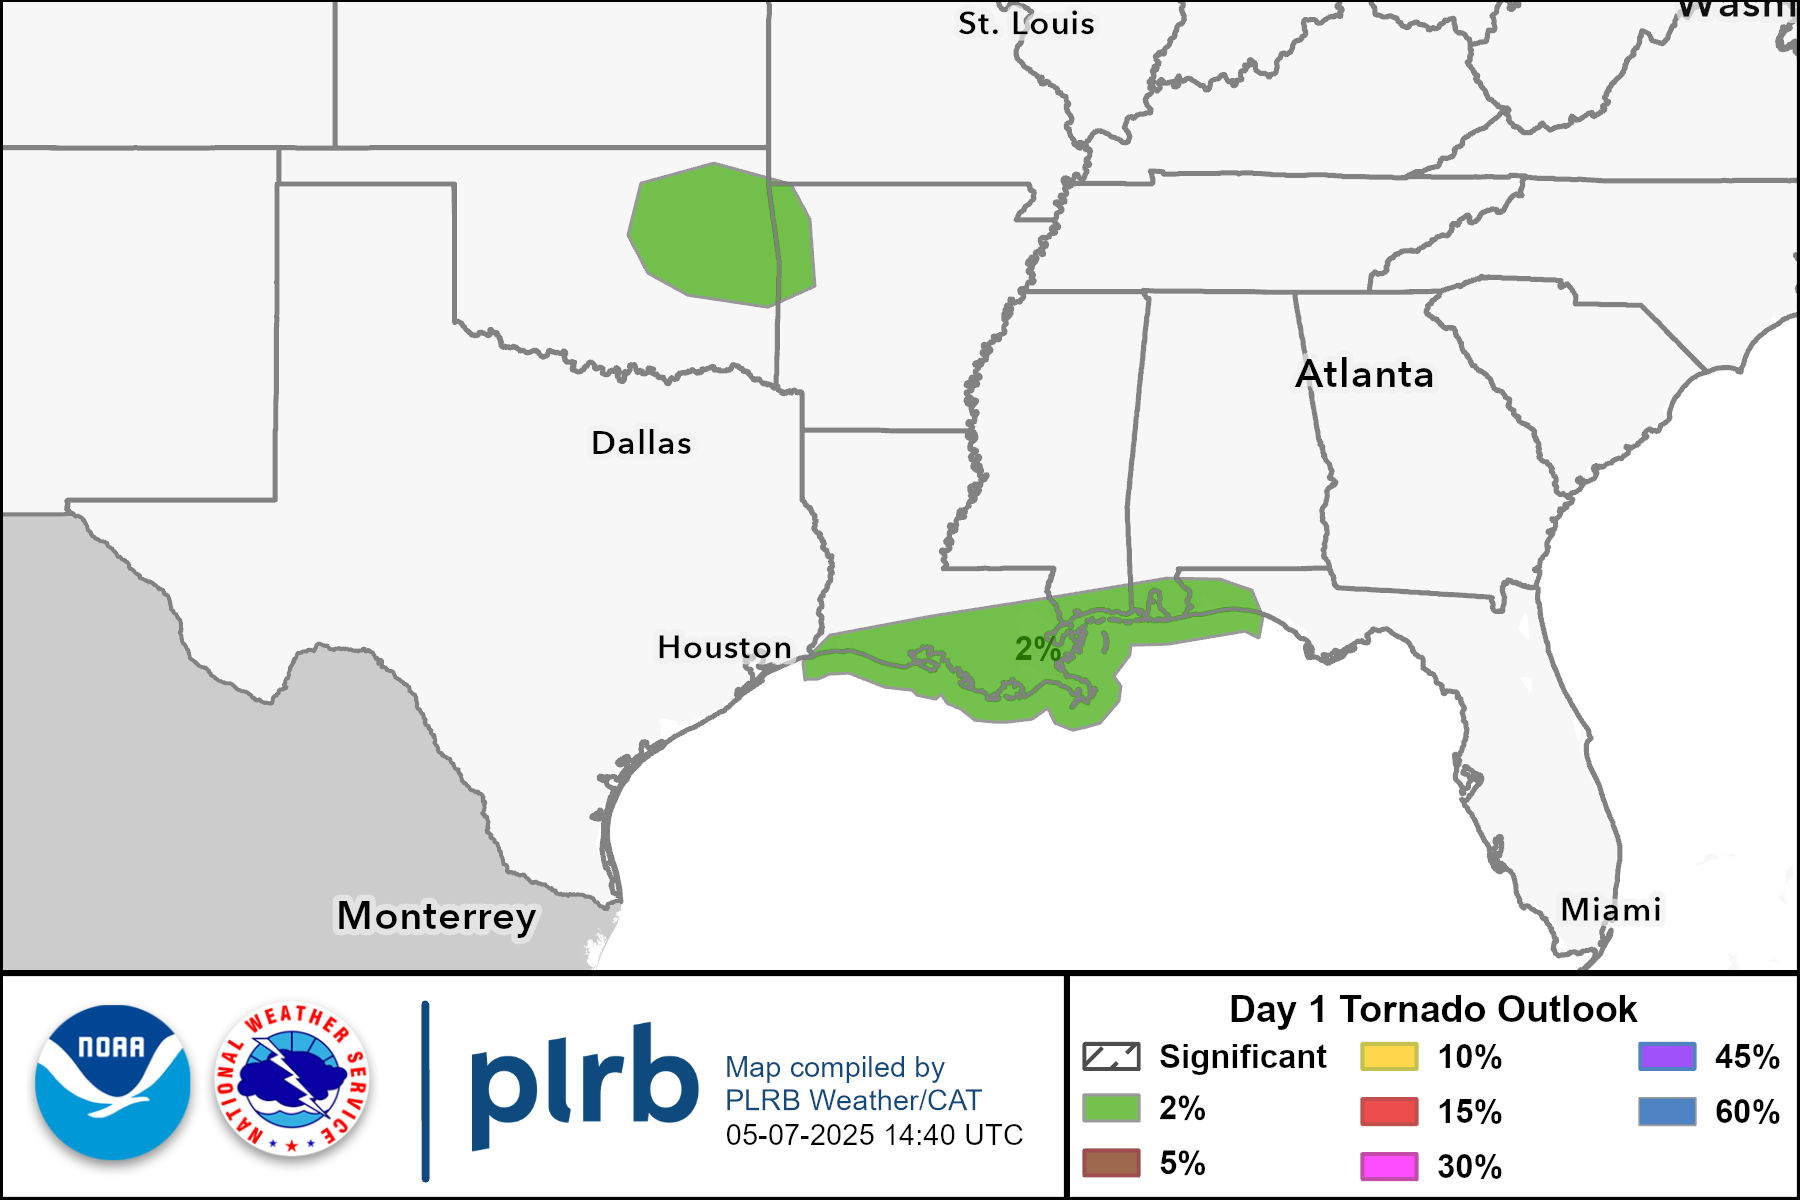 St. Louis
Atlanta
Dallas
Houston
2%
Monterrey
Miami
NOAA
NATIONAL WEATHER SERVICE
plrb
Map compiled by
PLRB Weather/CAT
05-07-2025 14:40 UTC
Day 1 Tornado Outlook
Significant
2%
5%
10%
15%
30%
45%
60%